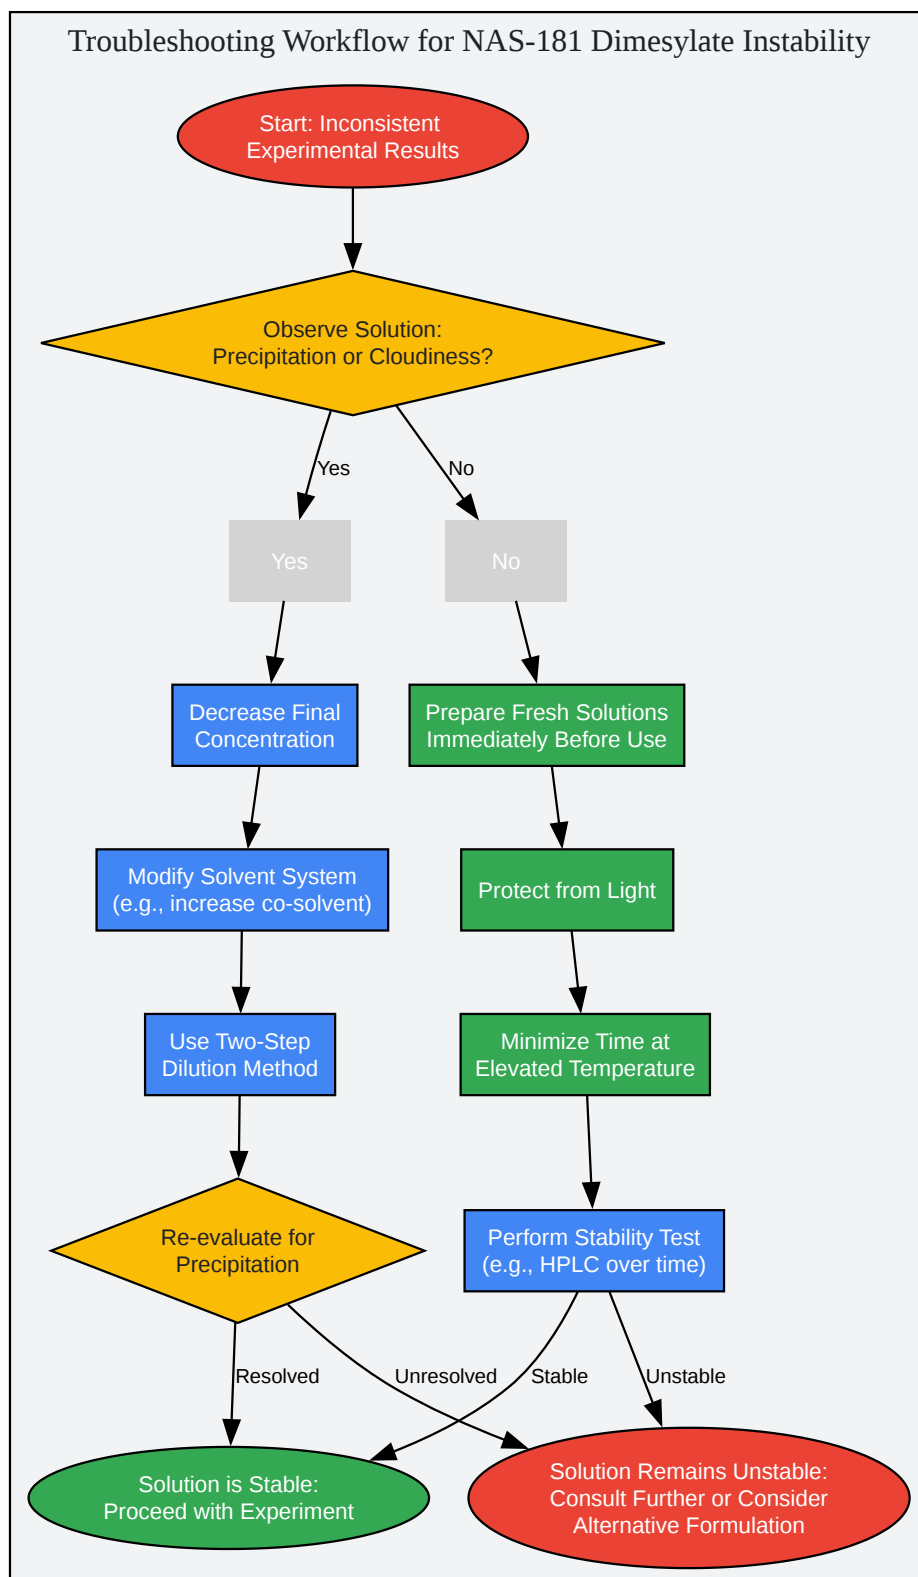 Troubleshooting Workflow for NAS-181 Dimesylate Instability
Start: Inconsistent
Experimental Results
Observe Solution:
Precipitation or Cloudiness?
Yes
No
Yes
No
Decrease Final
Concentration
Prepare Fresh Solutions
Immediately Before Use
Modify Solvent System
(e.g., increase co-solvent)
Protect from Light
Use Two-Step
Dilution Method
Minimize Time at
Elevated Temperature
Re-evaluate for
Precipitation
Perform Stability Test
(e.g., HPLC over time)
Resolved
Unresolved
Stable
Unstable
Solution is Stable:
Proceed with Experiment
Solution Remains Unstable:
Consult Further or Consider
Alternative Formulation